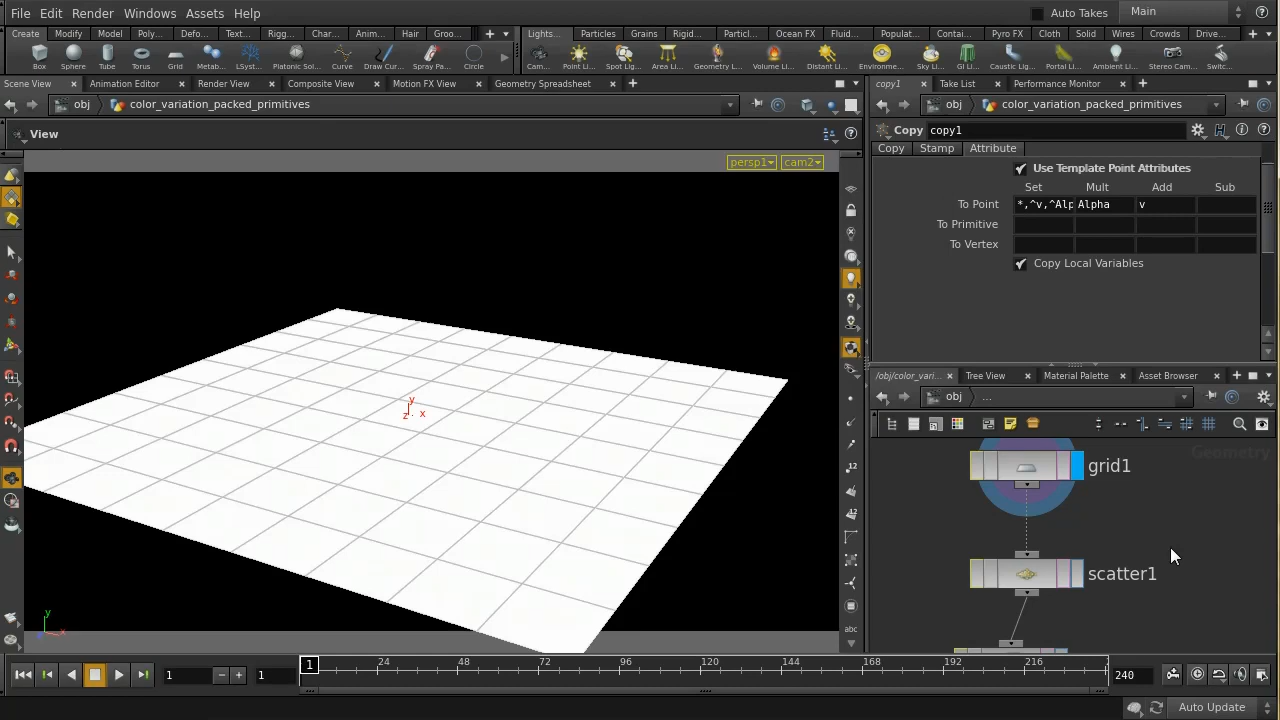 File Edit Render Windows Assets Help Auto Takes Main
Create Modify Model Poly... Defo... Text... Rigg... Char... Anim... Hair Groo... Lights... Particles Grains Rigid... Particl... Ocean FX Fluid... Populat... Contai... Pyro FX Cloth Solid Wires Crowds Drive...
Box Sphere Tube Torus Grid Metab... LSyst... Platonic Sol... Curve Draw Cur... Spray Pa... Circle Cam... Point Li... Spot Lig... Area Li... Geometry L... Volume Li... Distant Li... Environme... Sky Li... GI Li... Caustic Lig... Portal Li... Ambient Li... Stereo Cam... Switc...
Scene View Animation Editor Render View Composite View Motion FX View Geometry Spreadsheet copy1 Take List Performance Monitor
obj color_variation_packed_primitives obj color_variation_packed_primitives
View
Copy copy1
Copy Stamp Attribute
persp1 cam2
Use Template Point Attributes
Set Mult Add Sub
To Point *,^v,^Alp Alpha v
To Primitive
To Vertex
Copy Local Variables
/obj/color_vari... Tree View Material Palette Asset Browser
obj ...
Geometry
grid1
scatter1
y
z x
12
12
abc
y
x
1 1 1 24 48 72 96 120 144 168 192 216 240
Auto Update